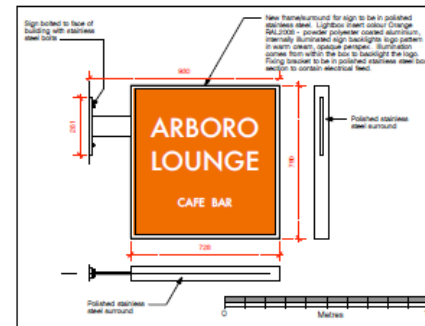 Sign bolted to face of
building with stainless
steel bolts
New frame/surround for sign to be in polished
stainless steel. Lightbox insert colour Orange
RAL2008 - powder polyester coated aluminium,
internally illuminated sign backlights logo pattern
in warm cream, opaque perspex. Illumination
comes from within the box to backlight the logo.
Fixing bracket to be in polished stainless steel box
section to contain electrical feed.
900
261
ARBORO
LOUNGE
CAFE BAR
780
Polished stainless
steel surround
728
Polished stainless
steel surround
0
Metres